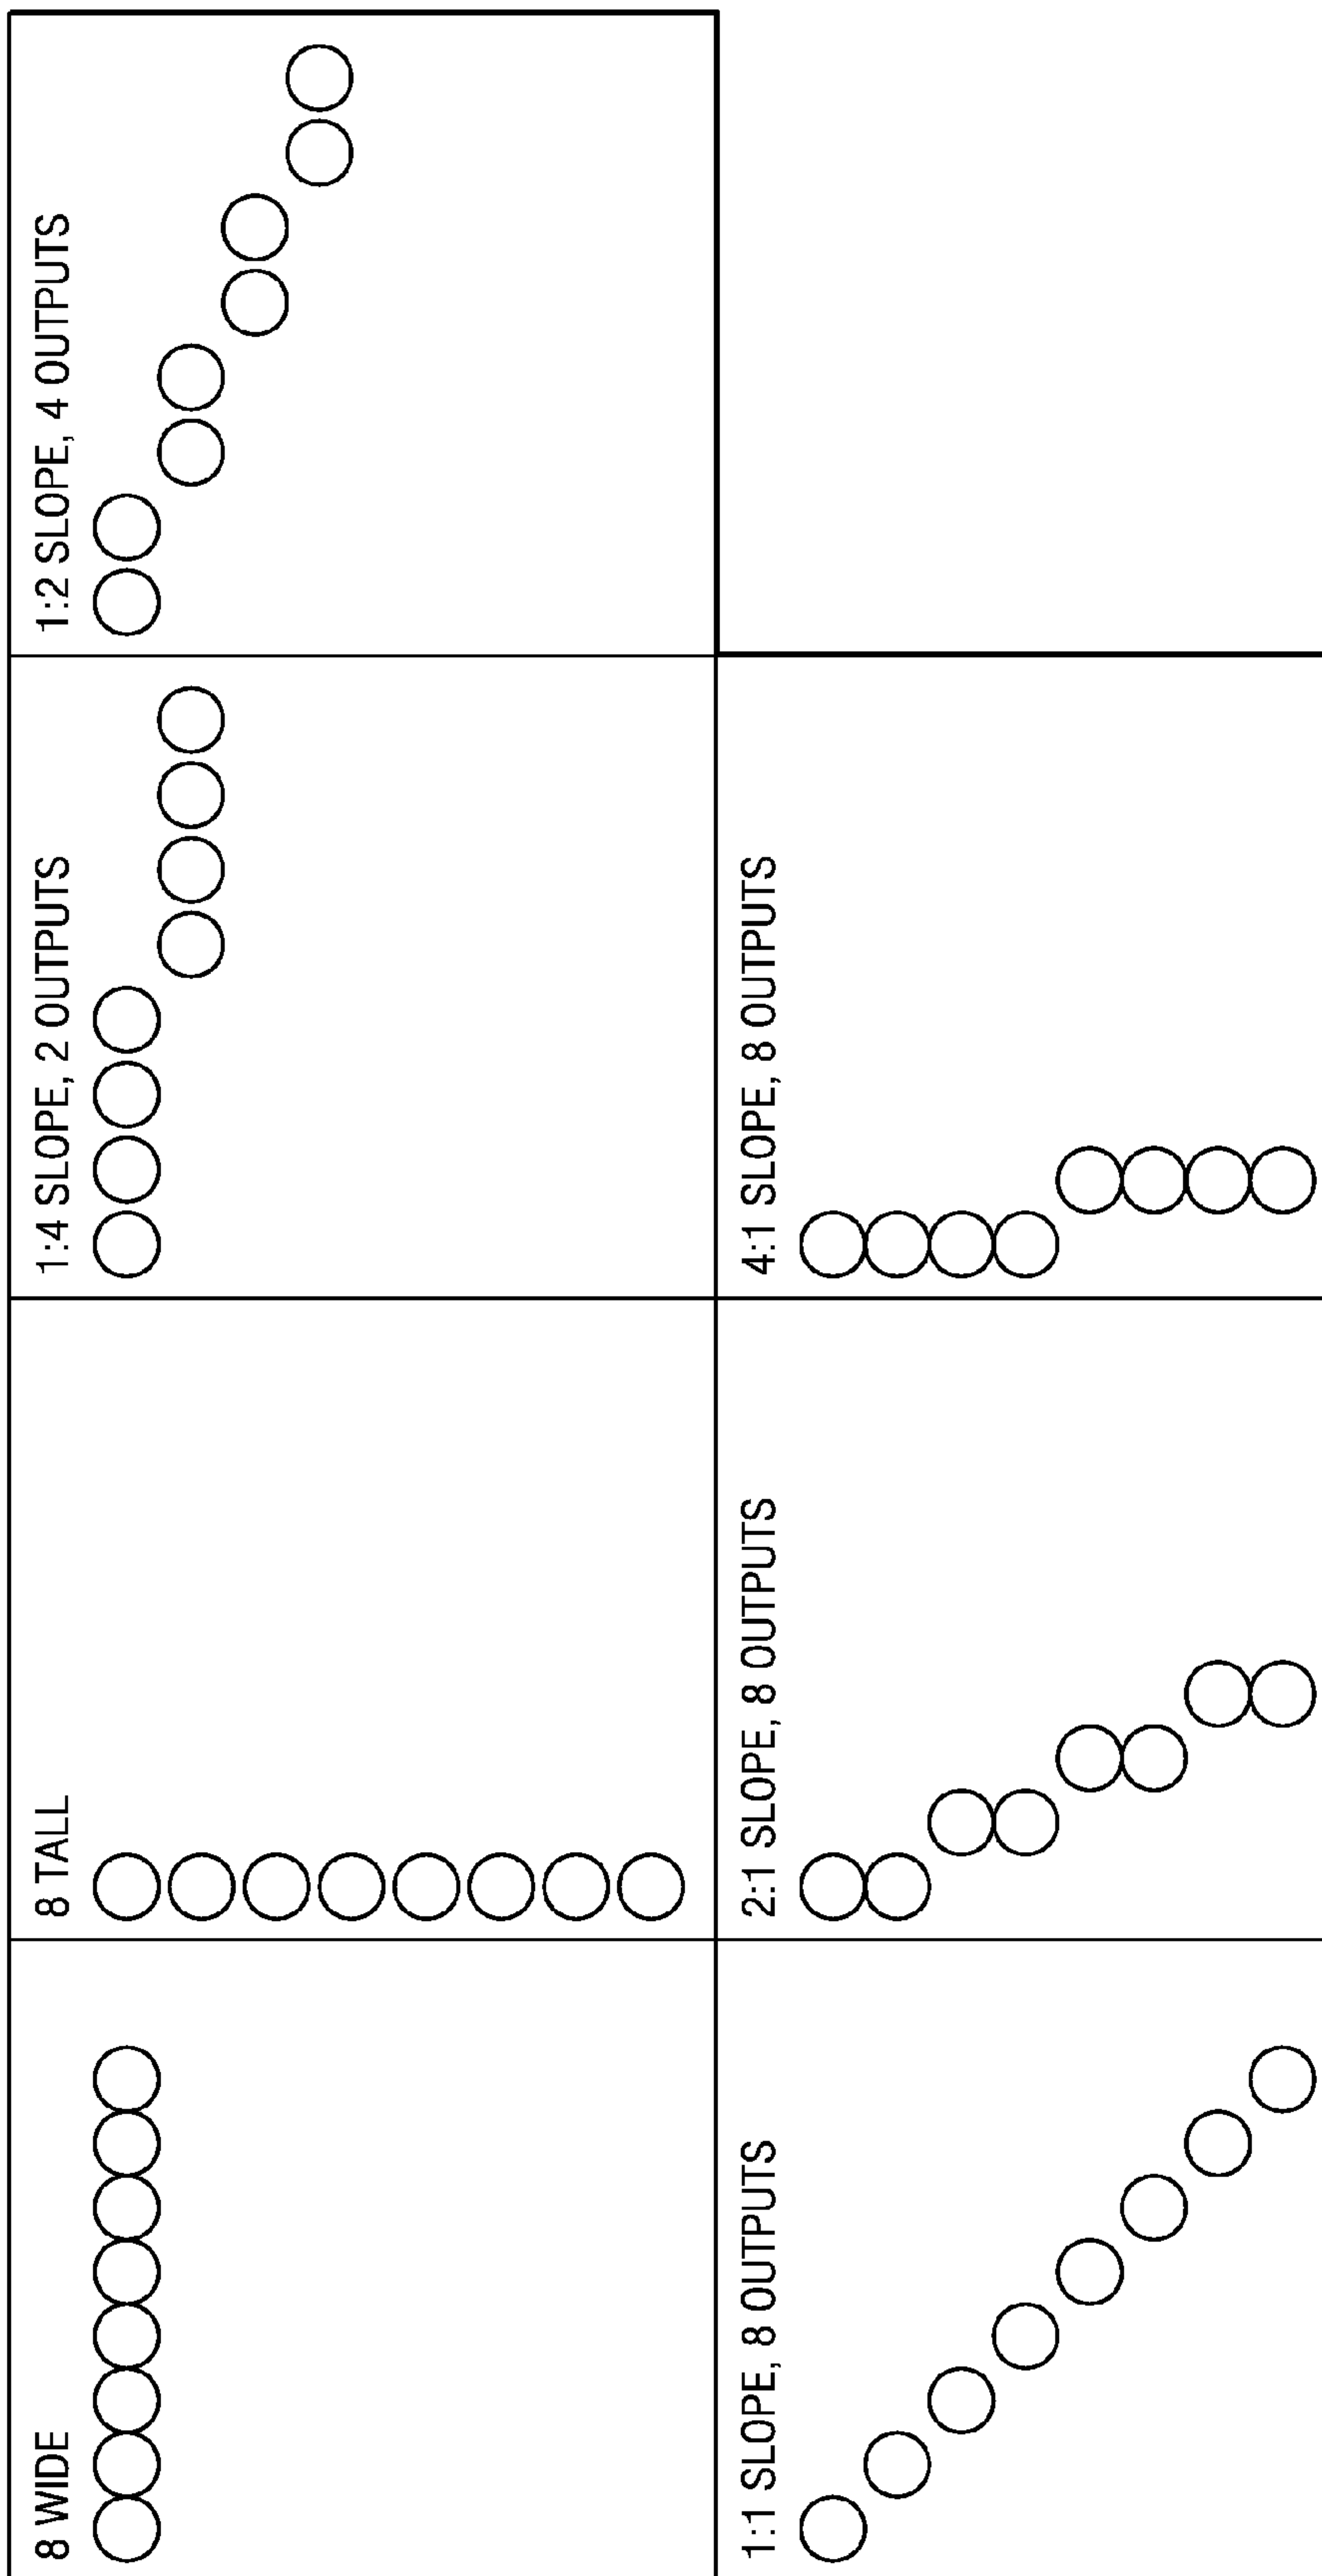 8 WIDE
8 TALL
1:4 SLOPE, 2 OUTPUTS
1:2 SLOPE, 4 OUTPUTS
1:1 SLOPE, 8 OUTPUTS
2:1 SLOPE, 8 OUTPUTS
4:1 SLOPE, 8 OUTPUTS